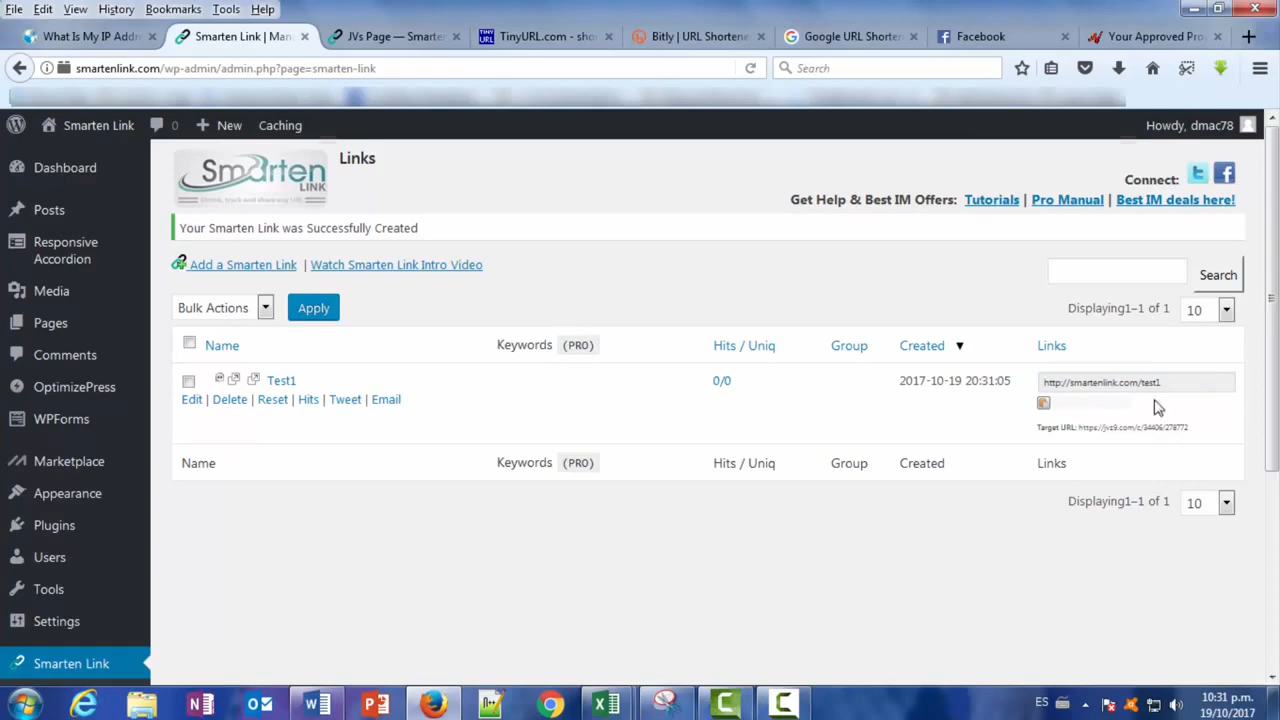 File Edit View History Bookmarks Tools Help
What Is My IP Addr
Smarten Link | Man
JVs Page — Smarte
TinyURL.com - sho
Bitly | URL Shortene
Google URL Shorten
Facebook
Your Approved Pro
smartenlink.com/wp-admin/admin.php?page=smarten-link
Search
Smarten Link 0 New Caching
Howdy, dmac78
Dashboard
Posts
Responsive
Accordion
Media
Pages
Comments
OptimizePress
WPForms
Marketplace
Appearance
Plugins
Users
Tools
Settings
Smarten Link
Smarten
LINK
Links
Connect:
Get Help & Best IM Offers: Tutorials | Pro Manual | Best IM deals here!
Your Smarten Link was Successfully Created
Add a Smarten Link | Watch Smarten Link Intro Video
Search
Bulk Actions Apply
Displaying1–1 of 1 10
Name Keywords (PRO) Hits / Uniq Group Created ▼ Links
Test1 0/0 2017-10-19 20:31:05 http://smartenlink.com/test1
Edit | Delete | Reset | Hits | Tweet | Email
Target URL: https://jvz9.com/c/34406/278772
Name Keywords (PRO) Hits / Uniq Group Created Links
Displaying1–1 of 1 10
ES
10:31 p.m.
19/10/2017